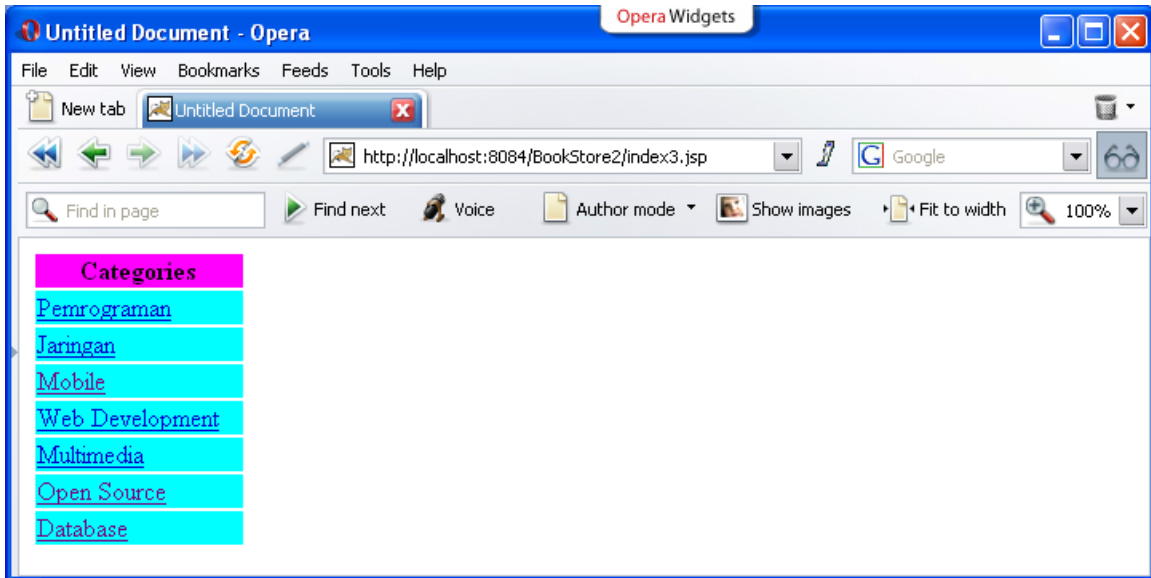 Opera Widgets
Untitled Document - Opera
File Edit View Bookmarks Feeds Tools Help
New tab Untitled Document
http://localhost:8084/BookStore2/index3.jsp Google
Find in page Find next Voice Author mode Show images Fit to width 100%
Categories
Pemrograman
Jaringan
Mobile
Web Development
Multimedia
Open Source
Database